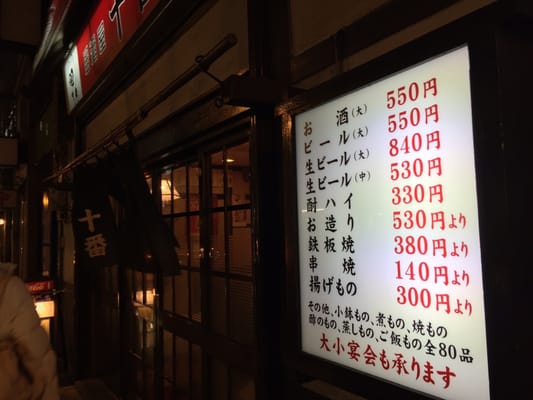 十番
お酒(大) 550円
ビール(大) 550円
生ビール(大) 840円
生ビール(中) 530円
酎ハイ 330円
お造り 530円より
鉄板焼 380円より
串焼 140円より
揚げもの 300円より
その他、小鉢もの、煮もの、焼もの
酢のもの、蒸しもの、ご飯もの全80品
大小宴会も承ります